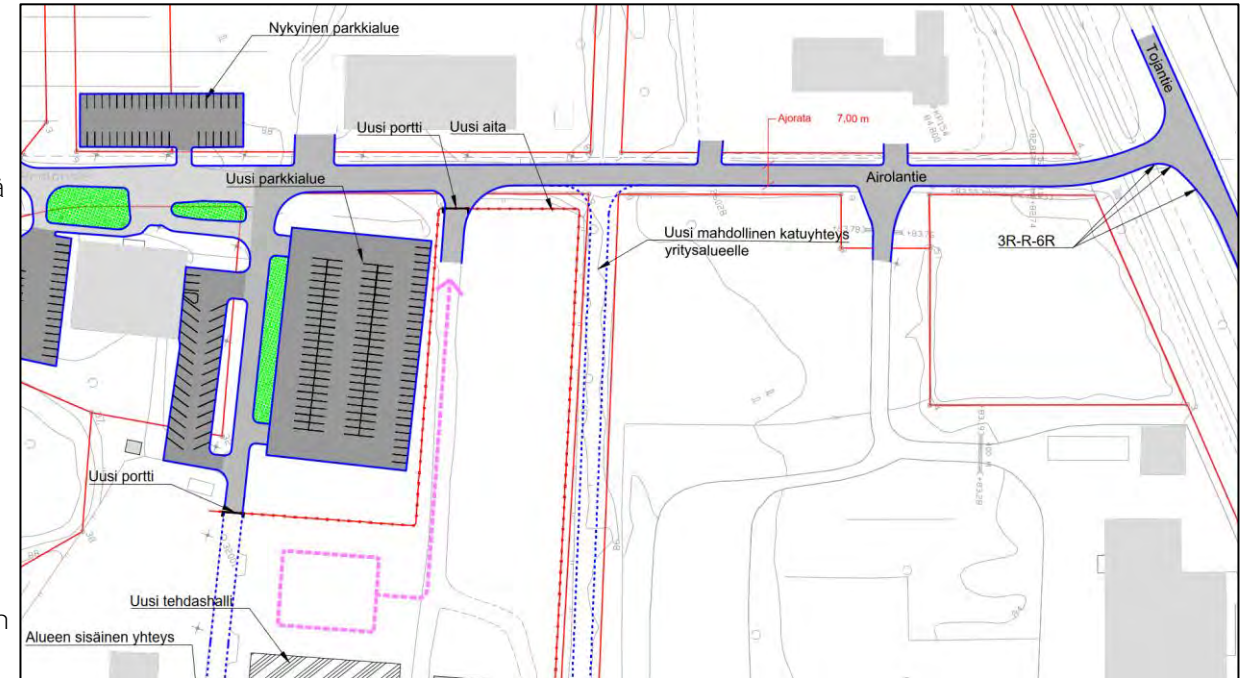 Nykyinen parkkialue
Tojantie
Ajorata 7,00 m
Uusi portti
Uusi aita
ä
Uusi parkkialue
Airolantie
Uusi mahdollinen katuyhteys
yritysalueelle
3R-R-6R
Uusi portti
Uusi tehdashalli
n
Alueen sisäinen yhteys